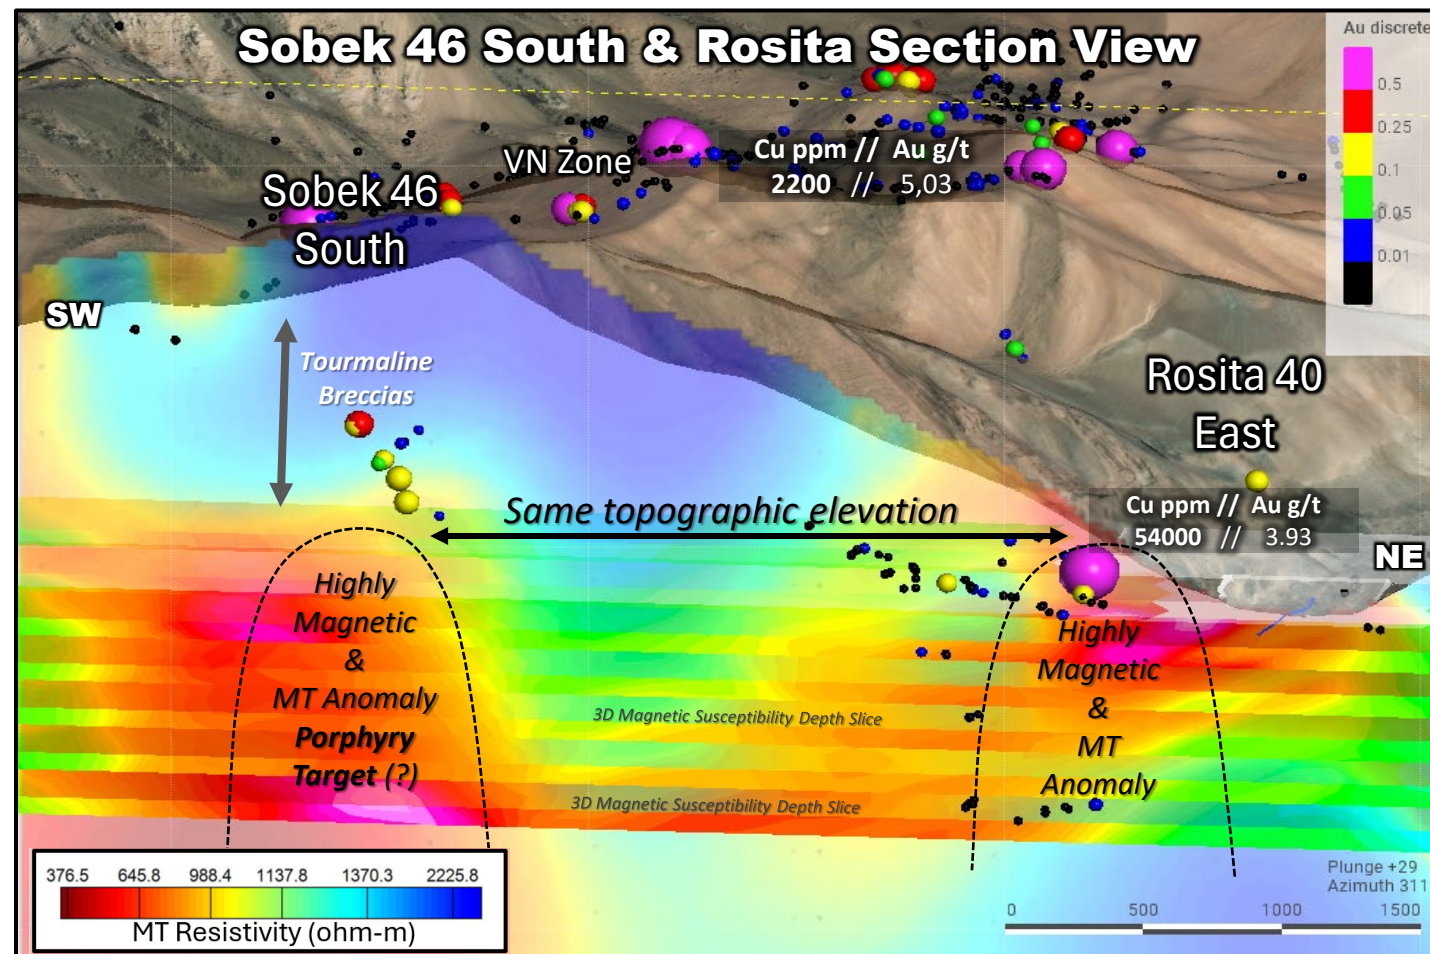 Sobek 46 South & Rosita Section View
Au discrete
0.5
0.25
0.1
0.05
0.01
VN Zone
Cu ppm // Au g/t
2200 // 5,03
Sobek 46
South
SW
Tourmaline
Breccias
Rosita 40
East
Cu ppm // Au g/t
54000 // 3.93
NE
Same topographic elevation
Highly
Magnetic
&
MT Anomaly
Porphyry
Target (?)
Highly
Magnetic
&
MT
Anomaly
3D Magnetic Susceptibility Depth Slice
3D Magnetic Susceptibility Depth Slice
376.5 645.8 988.4 1137.8 1370.3 2225.8
MT Resistivity (ohm-m)
Plunge +29
Azimuth 311
0 500 1000 1500